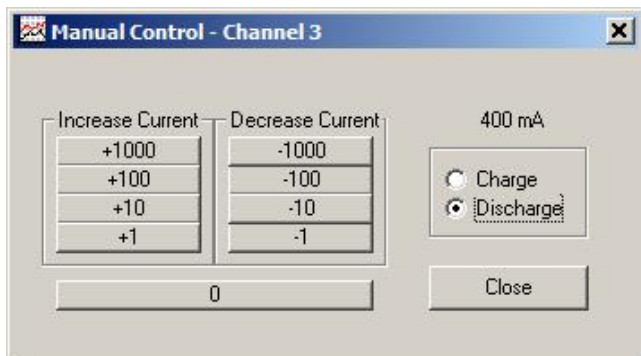 Manual Control - Channel 3
Increase Current Decrease Current 400 mA
+1000 -1000
+100 -100 Charge
+10 -10 Discharge
+1 -1
0 Close